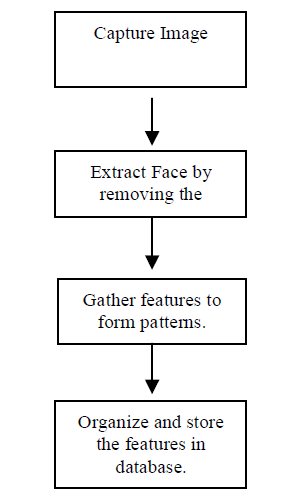 Capture Image
Extract Face by
removing the
Gather features to
form patterns.
Organize and store
the features in
database.